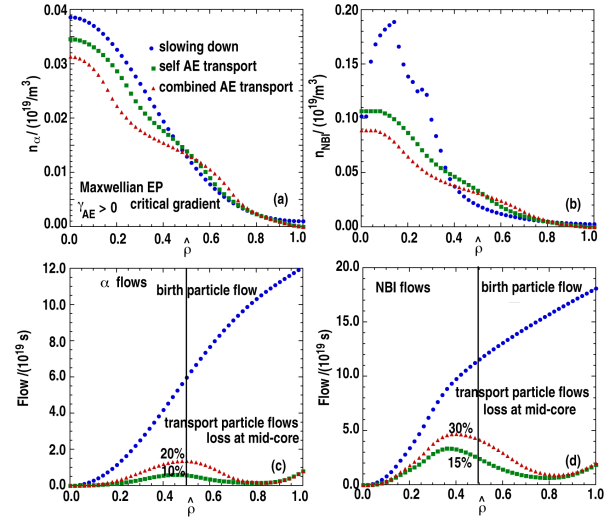 0.04
0.03
0.02
0.01
0.00
n_α/ (10^19/m^3)
slowing down
self AE transport
combined AE transport
Maxwellian EP
γ_AE > 0 critical gradient
(a)
0.0 0.2 0.4 0.6 0.8 1.0
ρ̂
0.20
0.15
0.10
0.05
0.00
n_NBI/ (10^19/m^3)
(b)
0.0 0.2 0.4 0.6 0.8 1.0
ρ̂
12.0
10.0
8.0
6.0
4.0
2.0
0.0
Flow /(10^19 s)
α flows
birth particle flow
transport particle flows
loss at mid-core
20%
10%
(c)
0.0 0.2 0.4 0.6 0.8 1.0
ρ̂
20.0
15.0
10.0
5.0
0.0
Flow /(10^19 s)
NBI flows
birth particle flow
transport particle flows
loss at mid-core
30%
15%
(d)
0.0 0.2 0.4 0.6 0.8 1.0
ρ̂